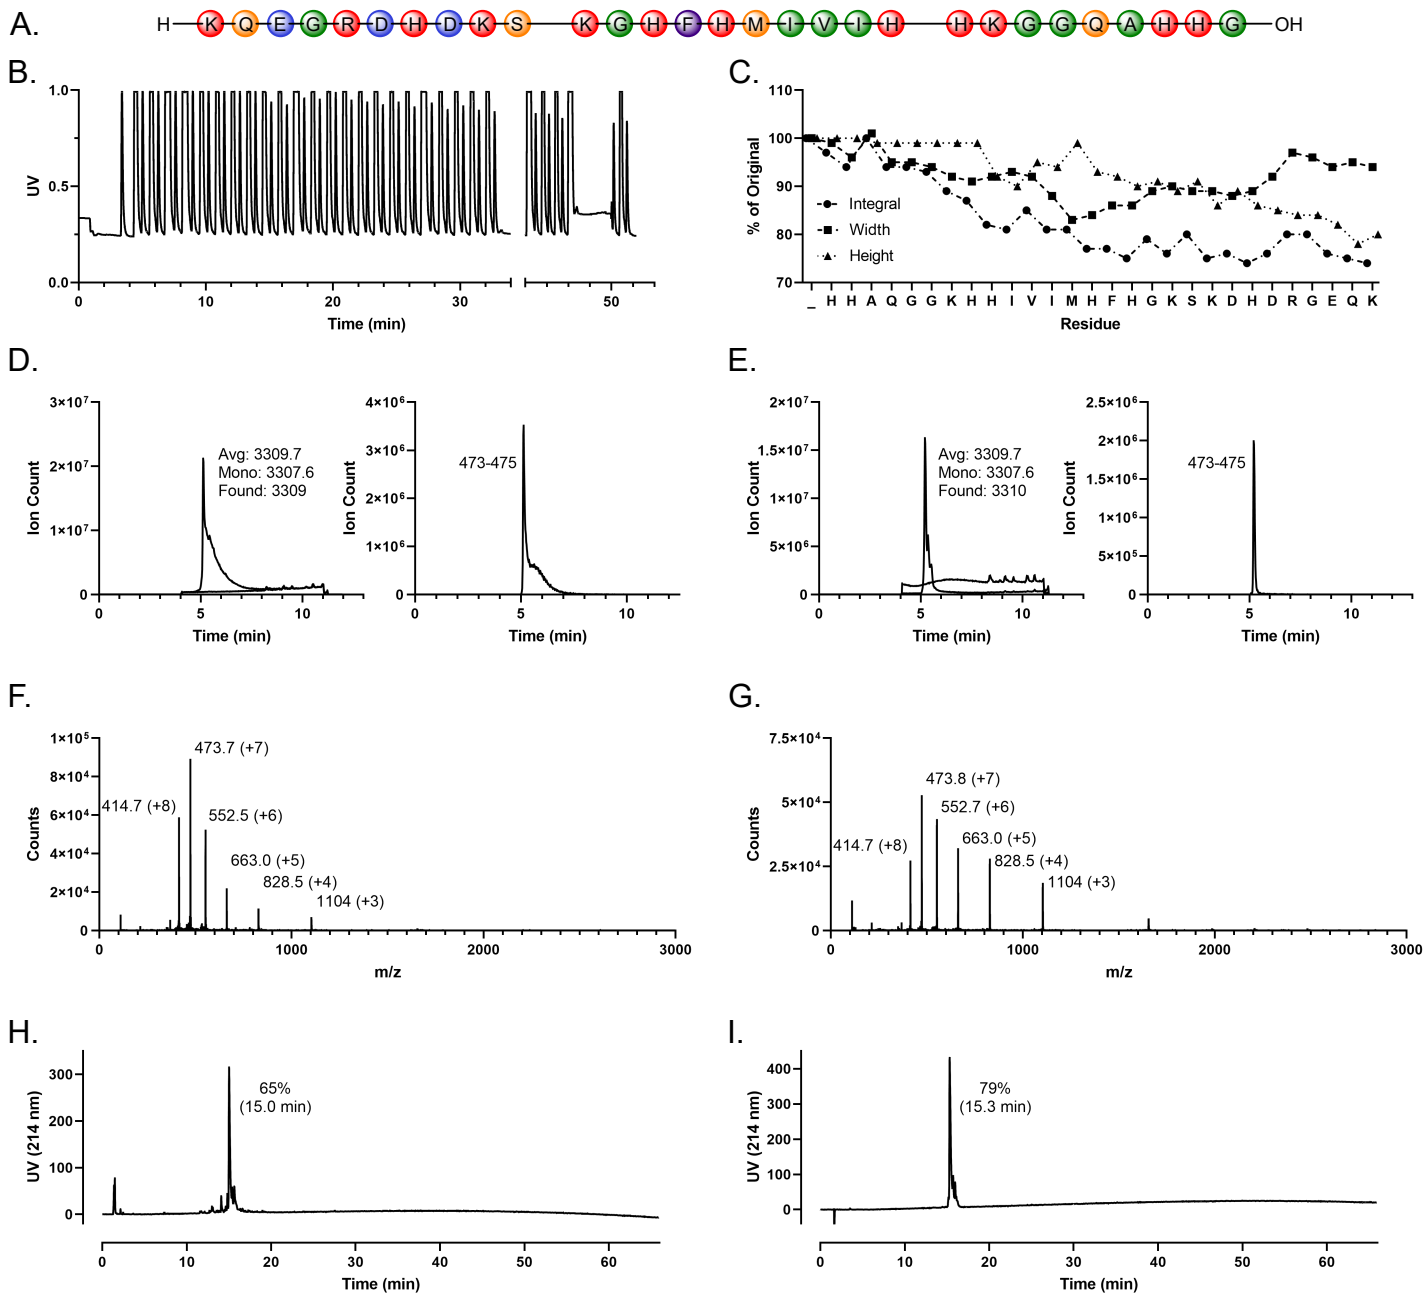 A.
H K Q E G R D H D K S K G H F H M I V I H H K G G Q A H H G OH
B.
1.0
0.5
0.0
UV
0 10 20 30 50
Time (min)
C.
110
100
90
80
70
% of Original
Integral
Width
Height
_ H H A Q G G K H H I V I M H F H G K S K D H D R G E Q K
Residue
D.
3×10⁷
2×10⁷
1×10⁷
0
Ion Count
Avg: 3309.7
Mono: 3307.6
Found: 3309
0 5 10
Time (min)
4×10⁶
3×10⁶
2×10⁶
1×10⁶
0
Ion Count
473-475
0 5 10
Time (min)
E.
2×10⁷
1.5×10⁷
1×10⁷
5×10⁶
0
Ion Count
Avg: 3309.7
Mono: 3307.6
Found: 3310
0 5 10
Time (min)
2.5×10⁶
2×10⁶
1.5×10⁶
1×10⁶
5×10⁵
0
Ion Count
473-475
0 5 10
Time (min)
F.
1×10⁵
8×10⁴
6×10⁴
4×10⁴
2×10⁴
0
Counts
473.7 (+7)
414.7 (+8)
552.5 (+6)
663.0 (+5)
828.5 (+4)
1104 (+3)
0 1000 2000 3000
m/z
G.
7.5×10⁴
5×10⁴
2.5×10⁴
0
Counts
473.8 (+7)
552.7 (+6)
414.7 (+8)
663.0 (+5)
828.5 (+4)
1104 (+3)
0 1000 2000 3000
m/z
H.
300
200
100
0
UV (214 nm)
65%
(15.0 min)
0 10 20 30 40 50 60
Time (min)
I.
400
300
200
100
0
UV (214 nm)
79%
(15.3 min)
0 10 20 30 40 50 60
Time (min)